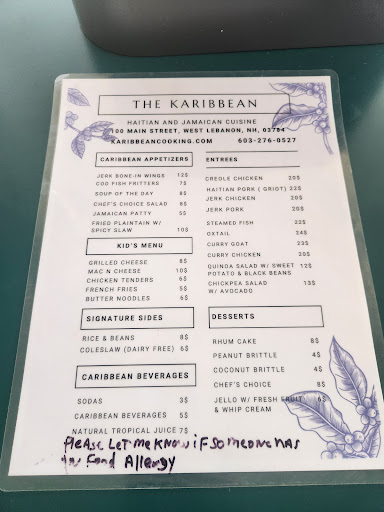 THE KARIBBEAN
HAITIAN AND JAMAICAN CUISINE
100 MAIN STREET, WEST LEBANON, NH, 03784
KARIBBEANCOOKING.COM 603-276-0527
CARIBBEAN APPETIZERS
JERK BONE-IN WINGS 12$
COD FISH FRITTERS 7$
SOUP OF THE DAY 8$
CHEF'S CHOICE SALAD 8$
JAMAICAN PATTY 5$
FRIED PLAINTAIN W/
SPICY SLAW 10$
KID'S MENU
GRILLED CHEESE 8$
MAC N CHEESE 10$
CHICKEN TENDERS 6$
FRENCH FRIES 5$
BUTTER NOODLES 6$
SIGNATURE SIDES
RICE & BEANS 8$
COLESLAW (DAIRY FREE) 6$
CARIBBEAN BEVERAGES
SODAS 3$
CARIBBEAN BEVERAGES 5$
NATURAL TROPICAL JUICE 7$
ENTREES
CREOLE CHICKEN 20$
HAITIAN PORK ( GRIOT) 22$
JERK CHICKEN 20$
JERK PORK 20$
STEAMED FISH 22$
OXTAIL 24$
CURRY GOAT 23$
CURRY CHICKEN 20$
QUINOA SALAD W/ SWEET 12$
POTATO & BLACK BEANS
CHICKPEA SALAD 13$
W/ AVOCADO
DESSERTS
RHUM CAKE 8$
PEANUT BRITTLE 4$
COCONUT BRITTLE 4$
CHEF'S CHOICE 8$
JELLO W/ FRESH FRUIT 6$
& WHIP CREAM
PLEASE Let me KNOW iF SOMEONE HAS
Food Allergy